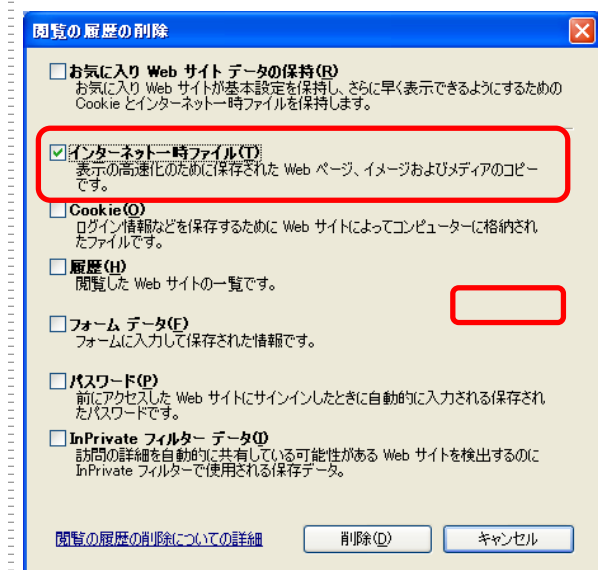 閲覧の履歴の削除
お気に入り Web サイト データの保持(R)
お気に入り Web サイトが基本設定を保持し、さらに早く表示できるようにするための
Cookie とインターネット一時ファイルを保持します。
インターネット一時ファイル(T)
表示の高速化のために保存された Web ページ、イメージおよびメディアのコピー
です。
Cookie(O)
ログイン情報などを保存するために Web サイトによってコンピューターに格納され
たファイルです。
履歴(H)
閲覧した Web サイトの一覧です。
フォーム データ(F)
フォームに入力して保存された情報です。
パスワード(P)
前にアクセスした Web サイトにサインインしたときに自動的に入力される保存され
たパスワードです。
InPrivate フィルター データ(I)
訪問の詳細を自動的に共有している可能性がある Web サイトを検出するのに
InPrivate フィルターで使用される保存データ。
閲覧の履歴の削除についての詳細 削除(D) キャンセル